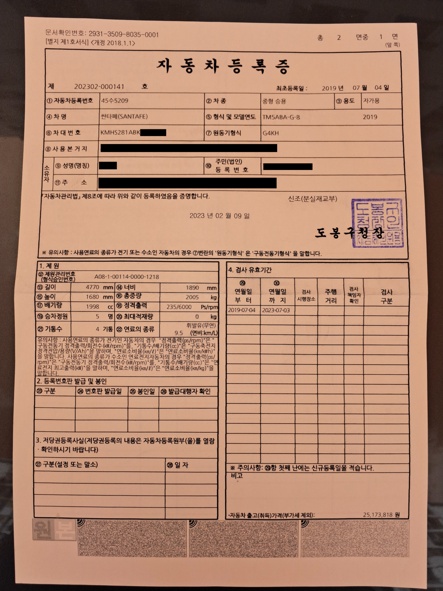 문서확인번호: 2931-3509-8035-0001
[별지 제1호서식] <개정 2018.1.1>
총 2 면중 1 면
(앞 쪽)
자동차등록증
제 202302-000141 호
최초등록일: 2019 년 07 월 04 일
① 자동차등록번호
② 차 종 중형 승용
③ 용도 자가용
④ 차 명 싼타페(SANTAFE)
⑤ 형식 및 모델연도 TM5ABA-G-8 2019
⑥ 차 대 번 호 KMHS281ABK
⑦ 원동기형식 G4KH
⑧ 사 용 본 거 지
소유자
⑨ 성명(명칭)
⑩ 주민(법인)등 록 번 호
⑪ 주 소
「자동차관리법」 제8조에 따라 위와 같이 등록하였음을 증명합니다.
신조(분실재교부)
2023 년 02 월 09 일
도봉구청장
※ 유의사항 : 사용연료의 종류가 전기 또는 수소인 자동차의 경우 ⑦번란의 '원동기형식' 은 '구동전동기형식' 을 말합니다.
1. 제 원
⑫ 제원관리번호 (형식승인번호) A08-1-00114-0000-1218
⑬ 길이 4770 mm ⑭ 너비 1890 mm
⑮ 높이 1680 mm ⑯ 총중량 2005 kg
⑰ 배기량 1998 cc ⑱ 정격출력 235/6000 Ps/rpm
⑲ 승차정원 5 명 ⑳ 최대적재량 0 kg
㉑ 기통수 4 기통 ㉒ 연료의 종류 휘발유(무연)
9.5 (연비 km/L)
2. 등록번호판 발급 및 봉인
㉓ 구분 ㉔ 번호판 발급일 ㉕ 봉인일 ㉖ 발급대행자 확인
3. 저당권등록사실(저당권등록의 내용은 자동차등록원부(을)를 열람·확인하시기 바랍니다)
㉗ 구분(설정 또는 말소) ㉘ 일 자
4. 검사 유효기간
㉙ 연월일 부 터
㉚ 연월일 까 지
검사 시행장소
주행 거리
검사 책임자 확인
검사 구분
2019-07-04 2023-07-03
※ 주의사항: ㉙항 첫째 난에는 신규등록일을 적습니다.
비고
·자동차 출고(취득)가격(부가세 제외): 25,173,818 원